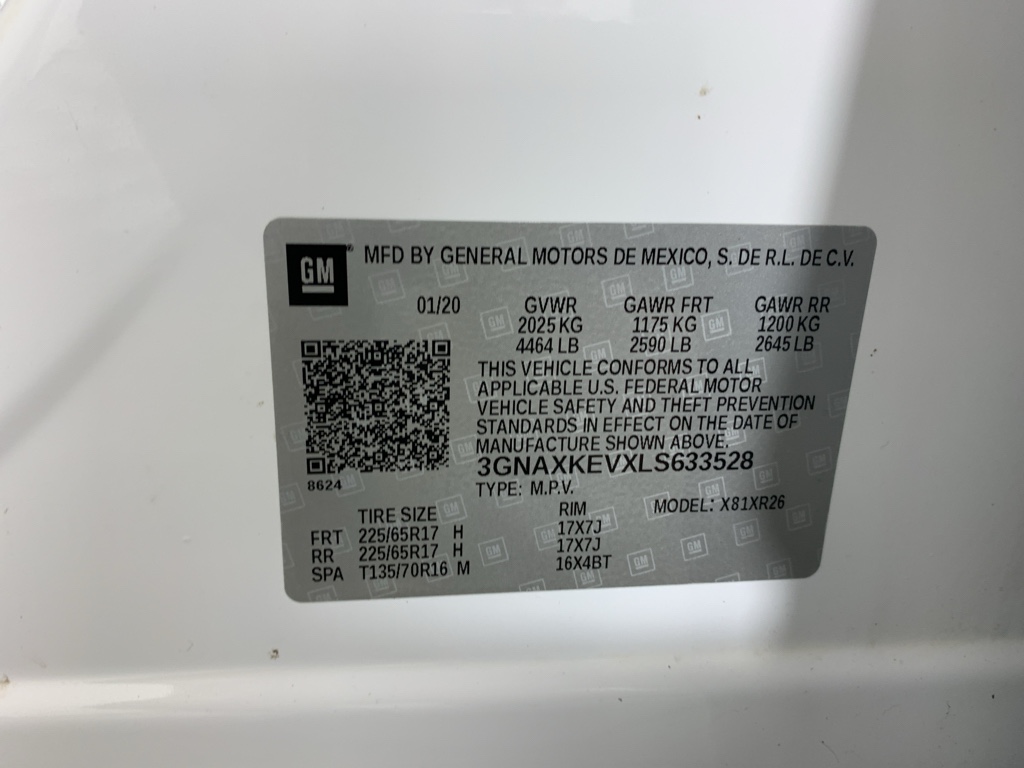 GM® MFD BY GENERAL MOTORS DE MEXICO, S. DE R.L. DE C.V.
01/20 GVWR GAWR FRT GAWR RR
2025 KG 1175 KG 1200 KG
4464 LB 2590 LB 2645 LB
THIS VEHICLE CONFORMS TO ALL
APPLICABLE U.S. FEDERAL MOTOR
VEHICLE SAFETY AND THEFT PREVENTION
STANDARDS IN EFFECT ON THE DATE OF
MANUFACTURE SHOWN ABOVE.
3GNAXKEVXLS633528
8624
TYPE: M.P.V.
MODEL: X81XR26
TIRE SIZE RIM
FRT 225/65R17 H 17X7J
RR 225/65R17 H 17X7J
SPA T135/70R16 M 16X4BT